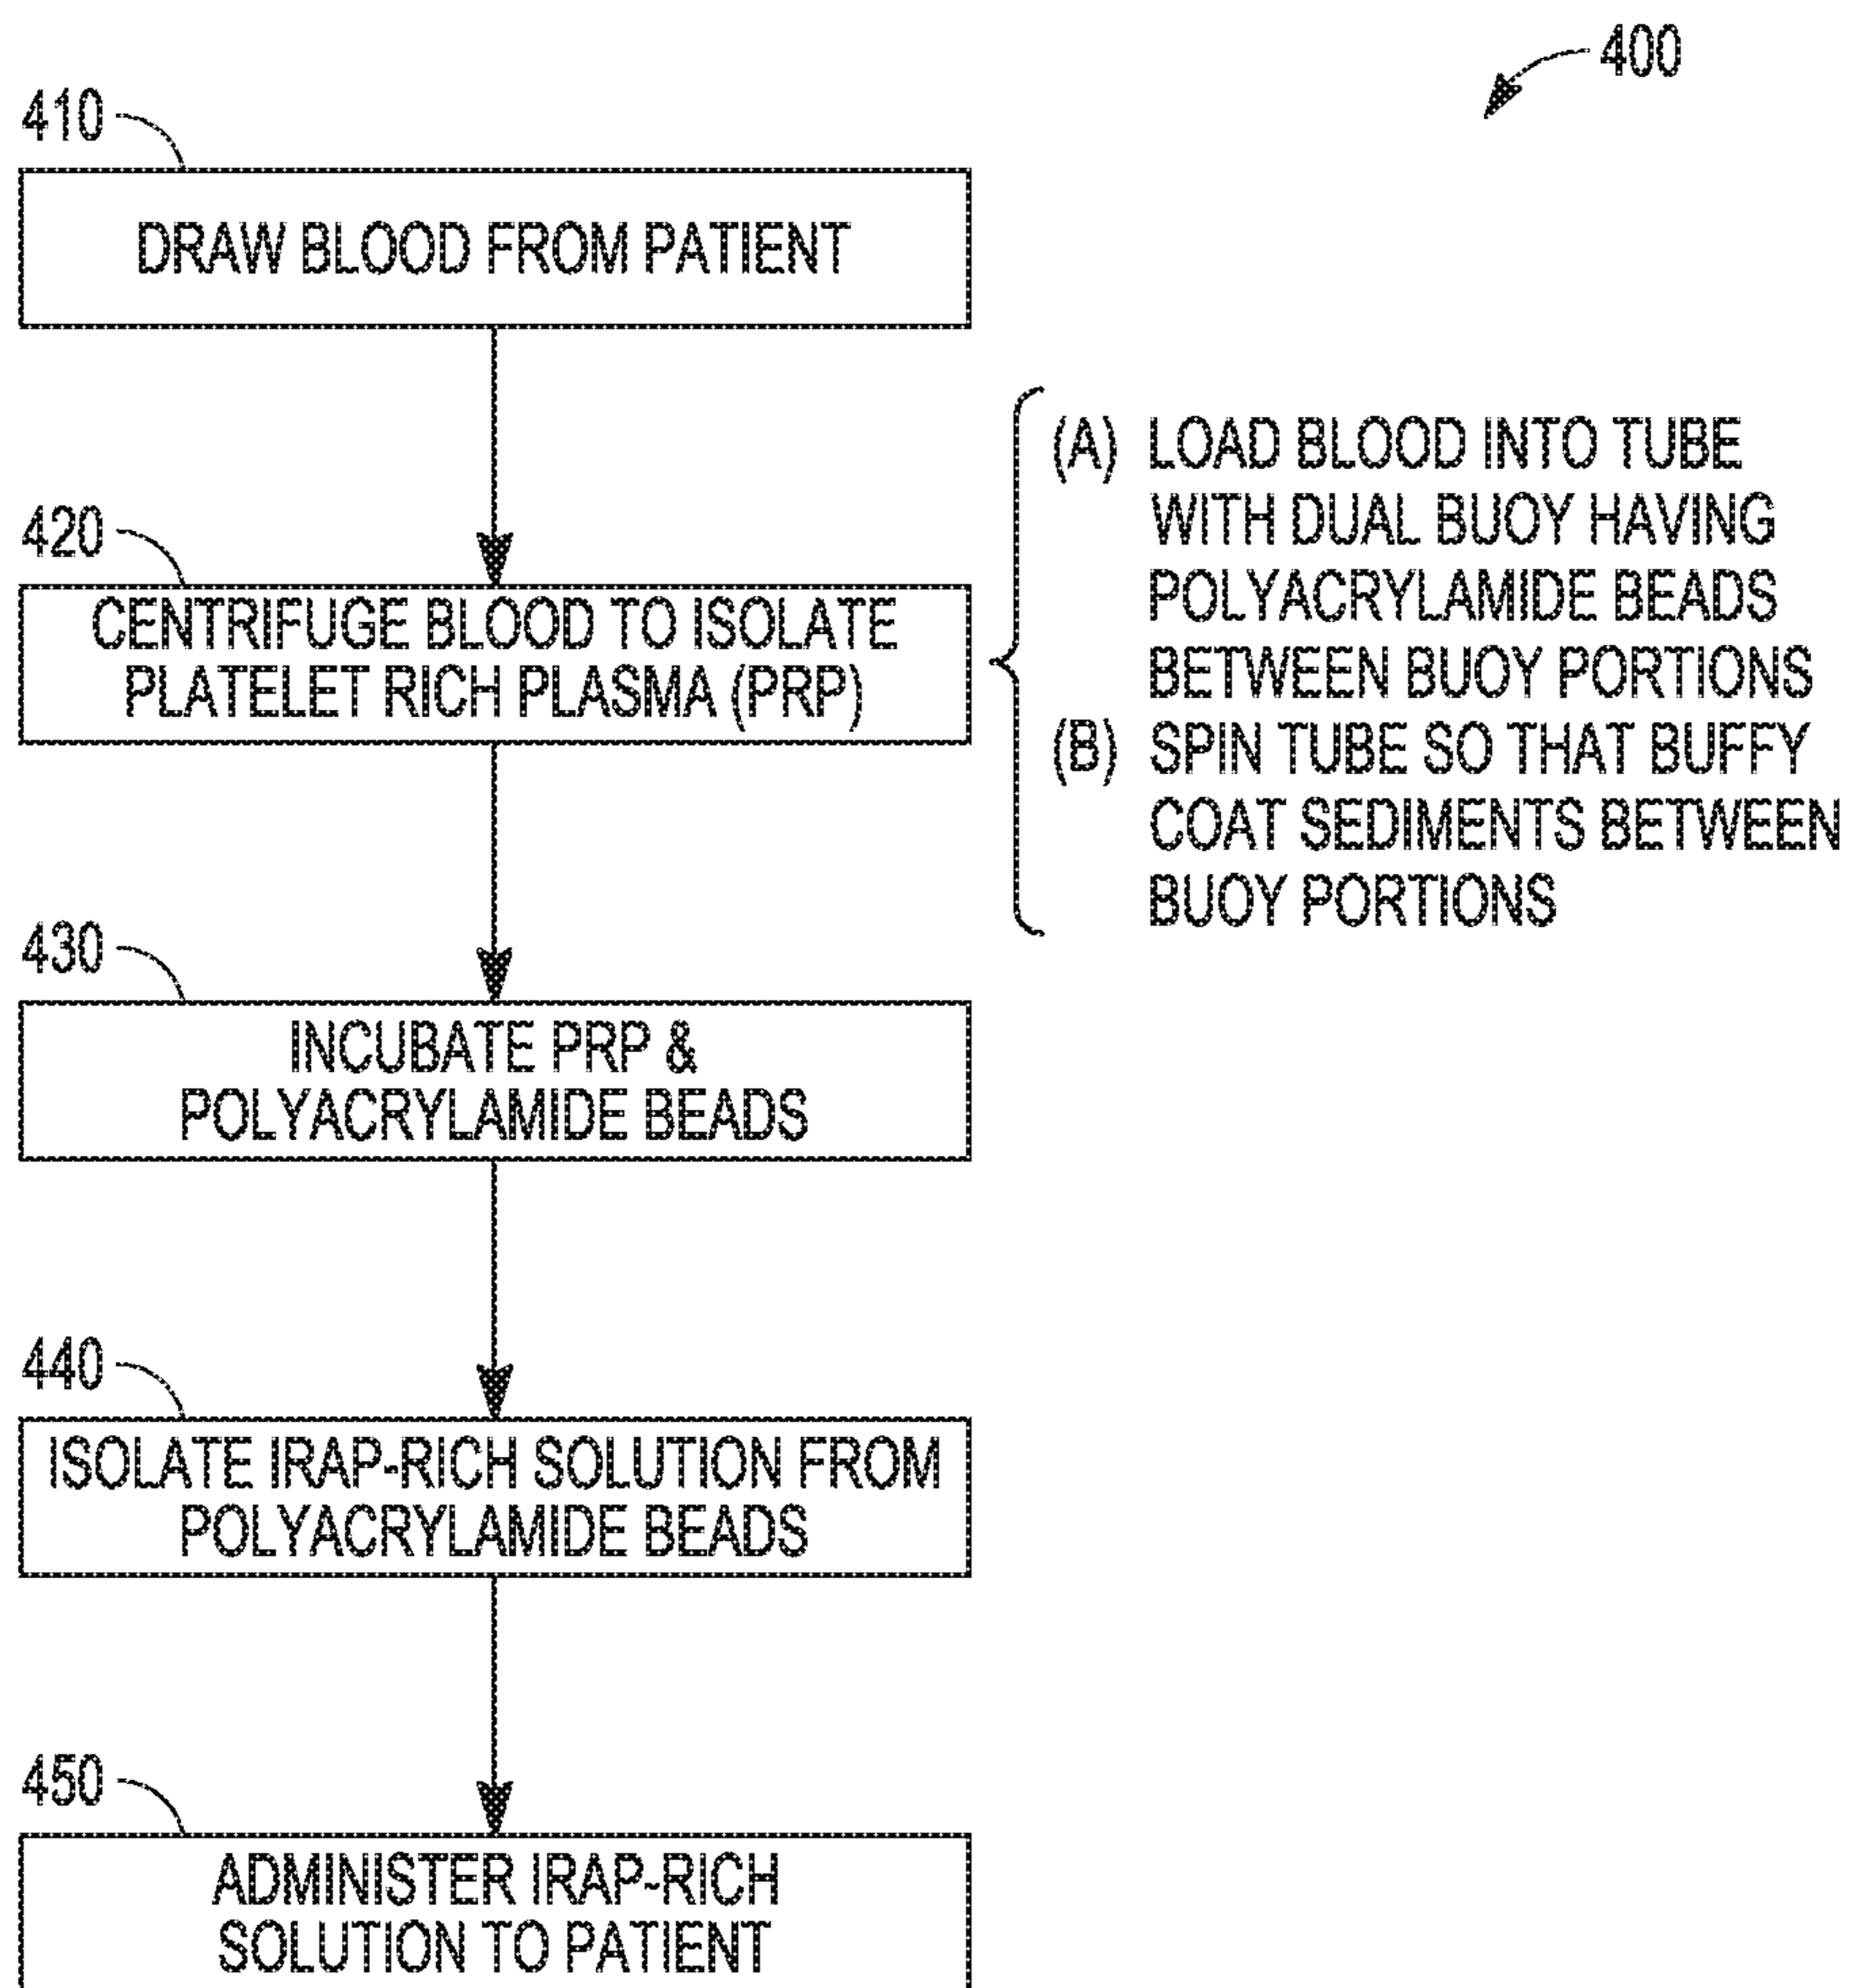 400
410
DRAW BLOOD FROM PATIENT
420
CENTRIFUGE BLOOD TO ISOLATE
PLATELET RICH PLASMA (PRP)
(A) LOAD BLOOD INTO TUBE
WITH DUAL BUOY HAVING
POLYACRYLAMIDE BEADS
BETWEEN BUOY PORTIONS
(B) SPIN TUBE SO THAT BUFFY
COAT SEDIMENTS BETWEEN
BUOY PORTIONS
430
INCUBATE PRP &
POLYACRYLAMIDE BEADS
440
ISOLATE IRAP-RICH SOLUTION FROM
POLYACRYLAMIDE BEADS
450
ADMINISTER IRAP-RICH
SOLUTION TO PATIENT